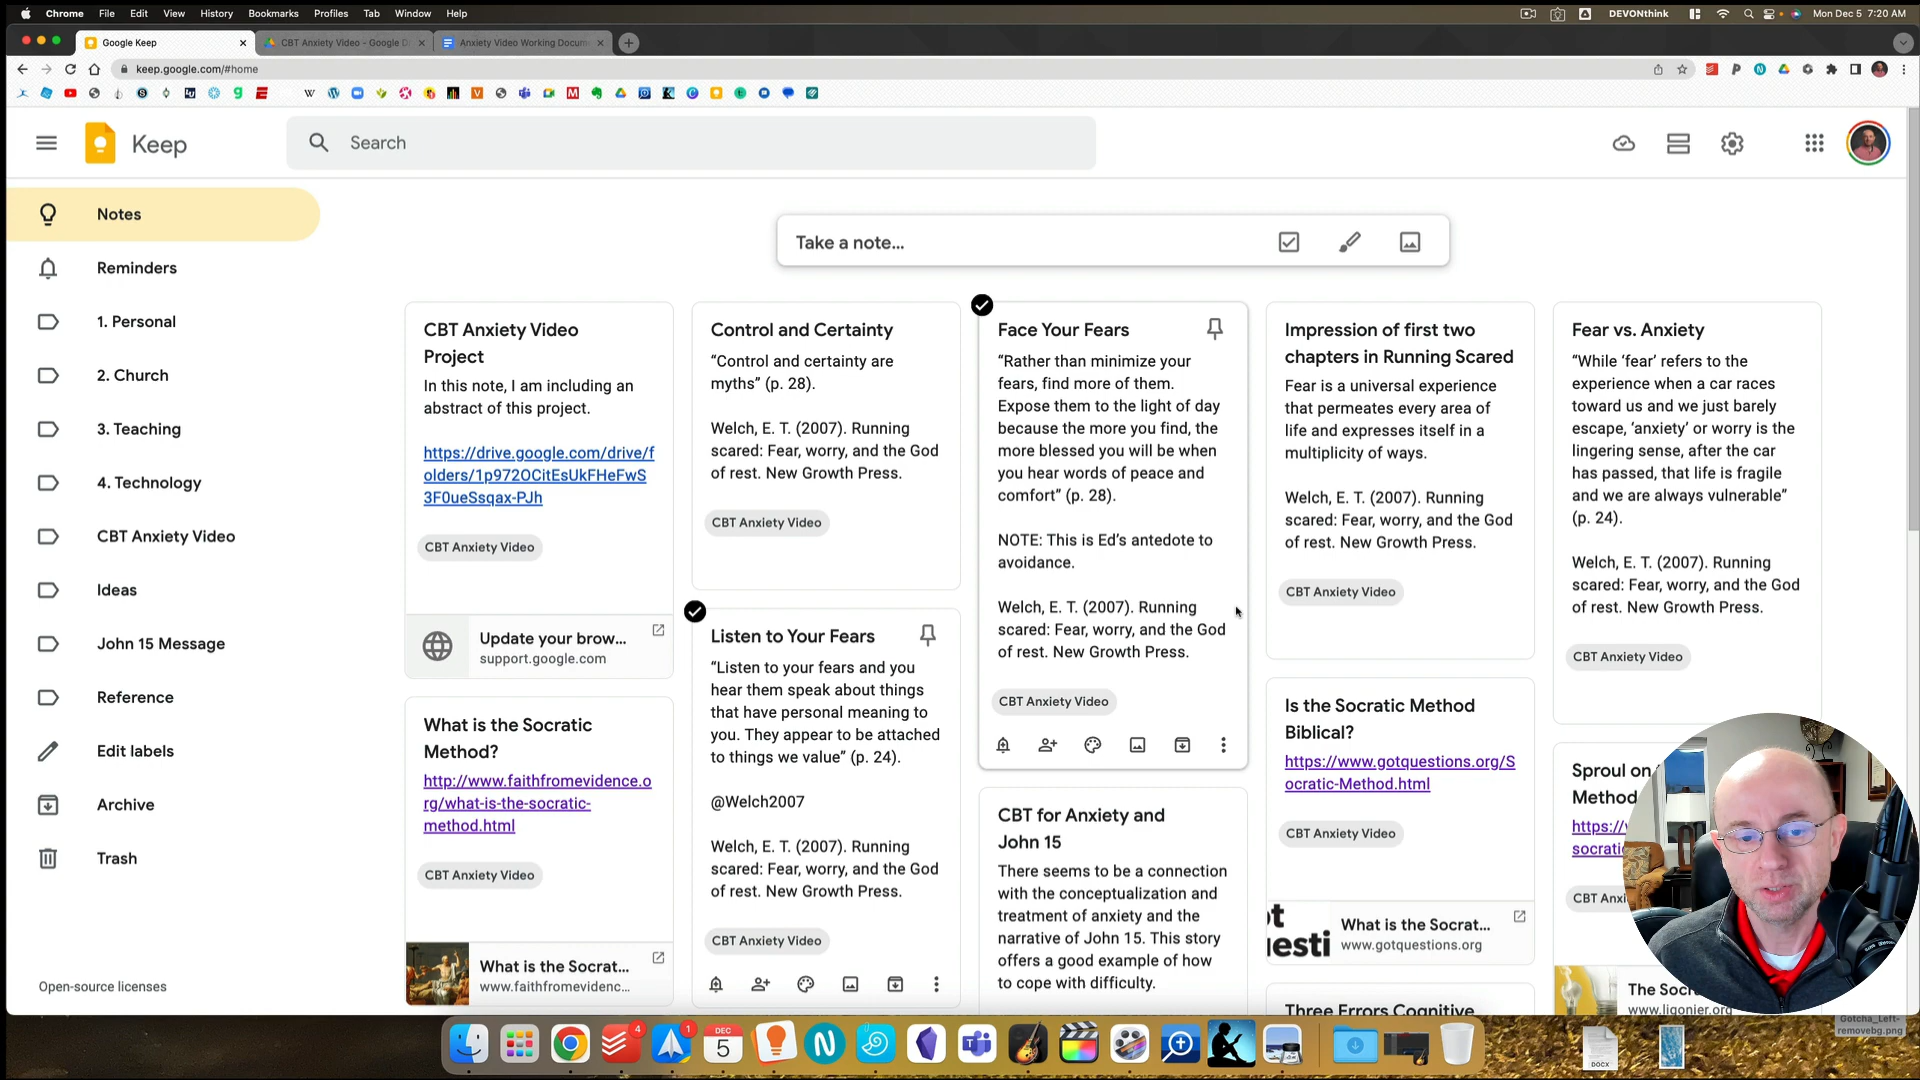 Chrome File Edit View History Bookmarks Profiles Tab Window Help
DEVONthink Mon Dec 5 7:20 AM
Google Keep
CBT Anxiety Video - Google D
Anxiety Video Working Docum
keep.google.com/#home
Keep
Search
Notes
Reminders
1. Personal
2. Church
3. Teaching
4. Technology
CBT Anxiety Video
Ideas
John 15 Message
Reference
Edit labels
Archive
Trash
Open-source licenses
Take a note...
CBT Anxiety Video
Project
In this note, I am including an
abstract of this project.
https://drive.google.com/drive/f
olders/1p972OCitEsUkFHeFwS
3F0ueSsqax-PJh
CBT Anxiety Video
Update your brow...
support.google.com
What is the Socratic
Method?
http://www.faithfromevidence.o
rg/what-is-the-socratic-
method.html
CBT Anxiety Video
What is the Socrat...
www.faithfromevidenc...
Control and Certainty
“Control and certainty are
myths” (p. 28).
Welch, E. T. (2007). Running
scared: Fear, worry, and the God
of rest. New Growth Press.
CBT Anxiety Video
Listen to Your Fears
“Listen to your fears and you
hear them speak about things
that have personal meaning to
you. They appear to be attached
to things we value” (p. 24).
@Welch2007
Welch, E. T. (2007). Running
scared: Fear, worry, and the God
of rest. New Growth Press.
CBT Anxiety Video
Face Your Fears
“Rather than minimize your
fears, find more of them.
Expose them to the light of day
because the more you find, the
more blessed you will be when
you hear words of peace and
comfort” (p. 28).
NOTE: This is Ed’s antedote to
avoidance.
Welch, E. T. (2007). Running
scared: Fear, worry, and the God
of rest. New Growth Press.
CBT Anxiety Video
CBT for Anxiety and
John 15
There seems to be a connection
with the conceptualization and
treatment of anxiety and the
narrative of John 15. This story
offers a good example of how
to cope with difficulty.
Impression of first two
chapters in Running Scared
Fear is a universal experience
that permeates every area of
life and expresses itself in a
multiplicity of ways.
Welch, E. T. (2007). Running
scared: Fear, worry, and the God
of rest. New Growth Press.
CBT Anxiety Video
Is the Socratic Method
Biblical?
https://www.gotquestions.org/S
ocratic-Method.html
CBT Anxiety Video
What is the Socrat...
www.gotquestions.org
Three Errors Cognitive
Fear vs. Anxiety
“While ‘fear’ refers to the
experience when a car races
toward us and we just barely
escape, ‘anxiety’ or worry is the
lingering sense, after the car
has passed, that life is fragile
and we are always vulnerable”
(p. 24).
Welch, E. T. (2007). Running
scared: Fear, worry, and the God
of rest. New Growth Press.
CBT Anxiety Video
Sproul on
Method
https://
socrati
CBT Anxi
The Socr
www.ligonier.org
Gotcha_Left-
removebg.png
4
1
DEC
5
DOCX